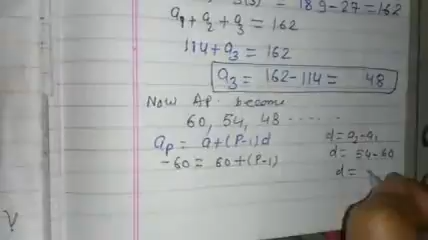 S(3) = 189-27 = 162
a₁+a₂+a₃ = 162
114+a₃ = 162
a₃ = 162-114 = 48
Now AP. become
60, 54, 48 .....
aₚ = a+(P-1)d
-60 = 60+(P-1)
d = a₂-a₁
d = 54-60
d =